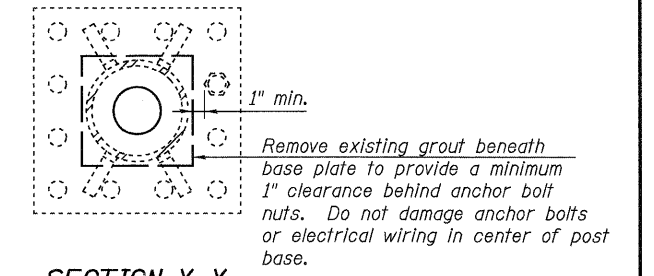 1" min.
Remove existing grout beneath
base plate to provide a minimum
1" clearance behind anchor bolt
nuts. Do not damage anchor bolts
or electrical wiring in center of post
base.
SECTION X-X